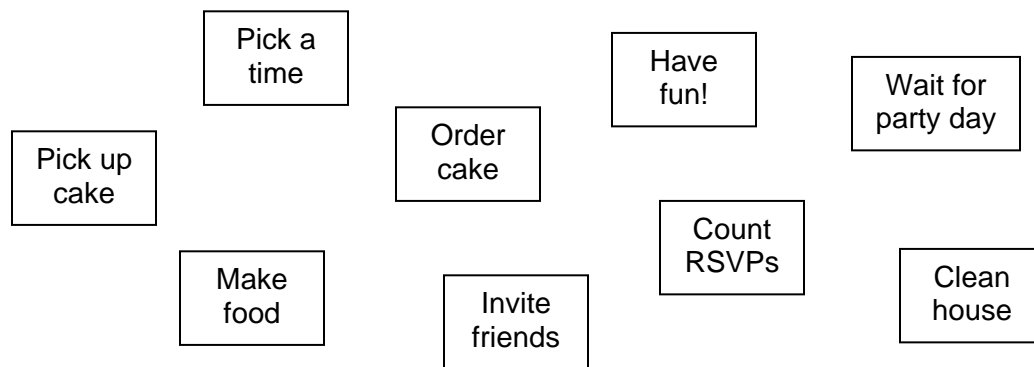 Pick a
time
Have
fun!
Wait for
party day
Order
cake
Pick up
cake
Count
RSVPs
Make
food
Clean
house
Invite
friends